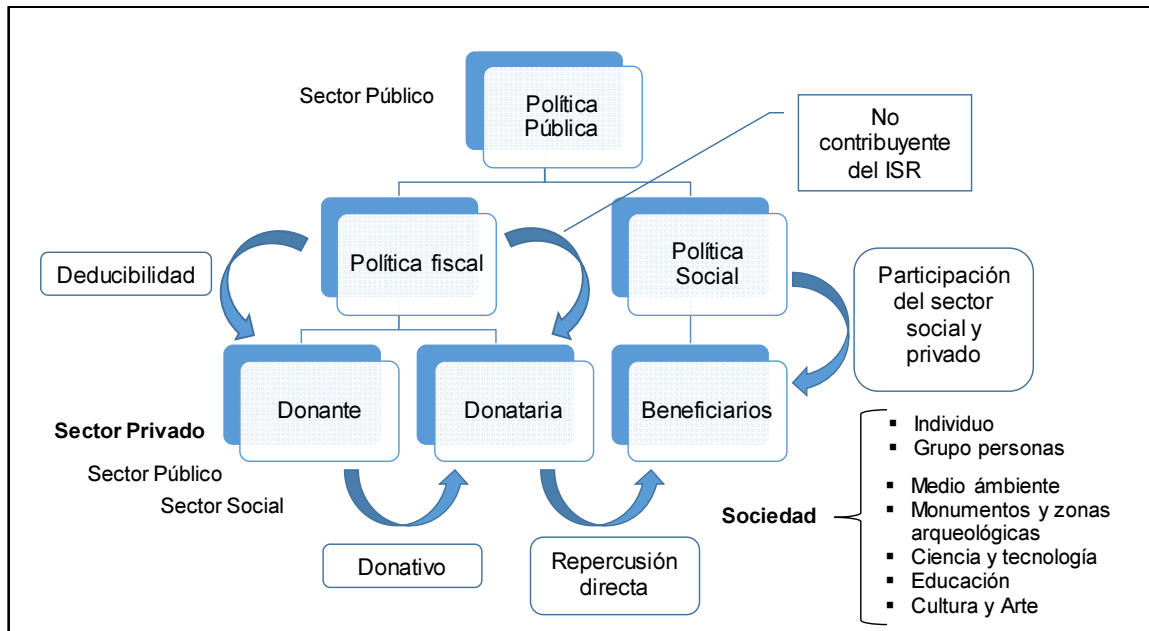 Sector Público
Política
Pública
No
contribuyente
del ISR
Deducibilidad
Política fiscal
Política
Social
Participación
del sector
social y
privado
Donante
Donataria
Beneficiarios
Sector Privado
Sector Público
Sector Social
Donativo
Repercusión
directa
Sociedad
▪ Individuo
▪ Grupo personas
▪ Medio ámbiente
▪ Monumentos y zonas
arqueológicas
▪ Ciencia y tecnología
▪ Educación
▪ Cultura y Arte